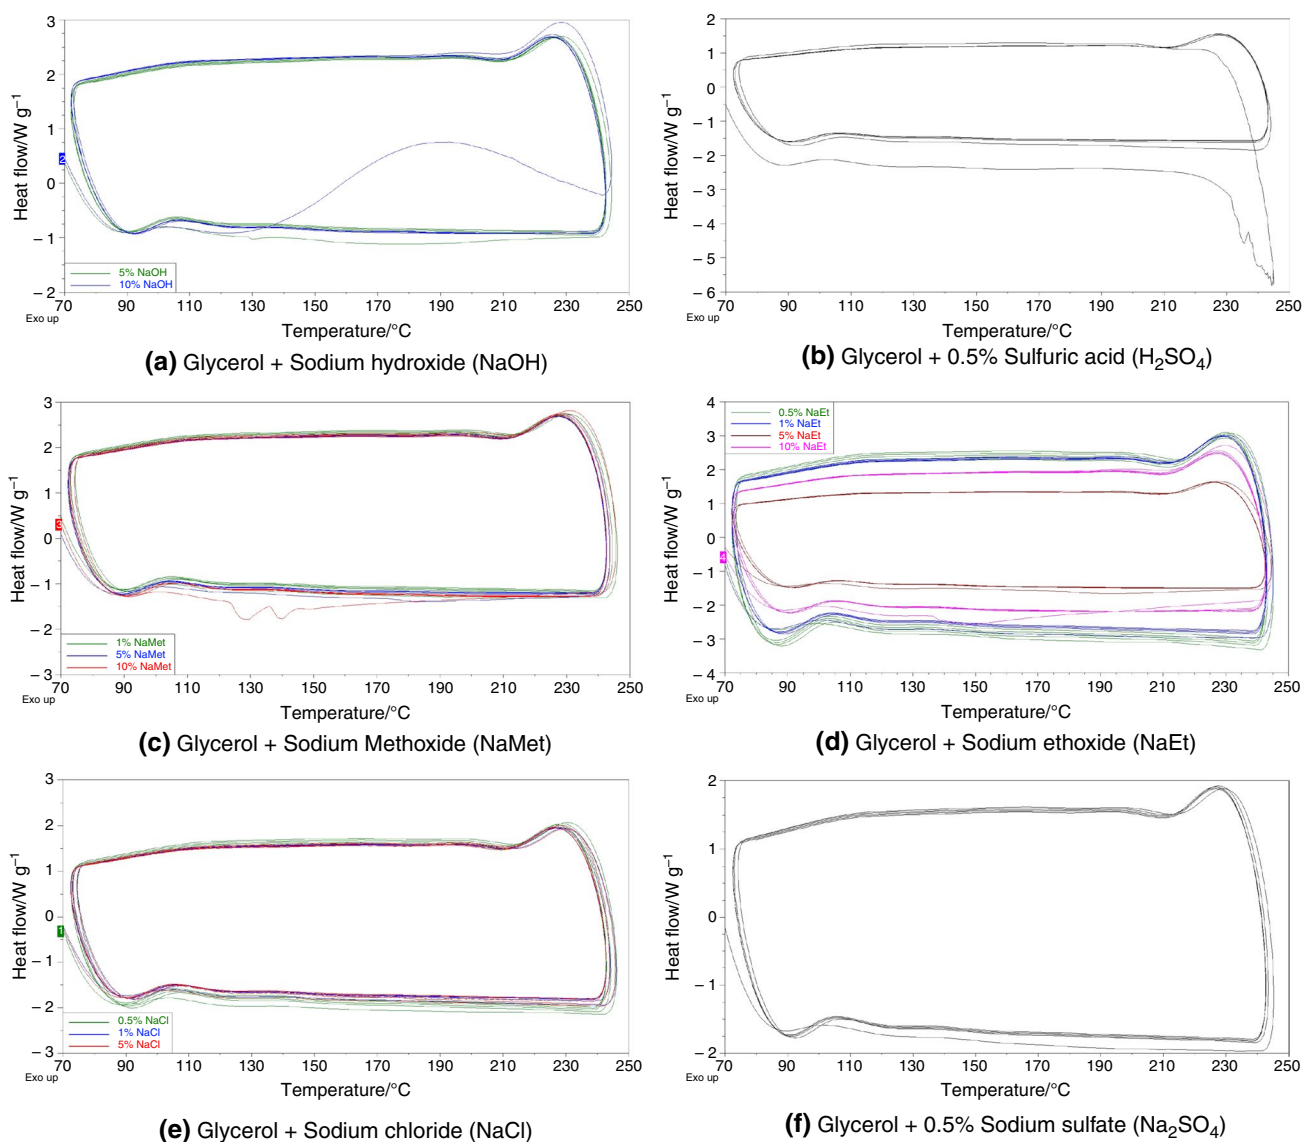 3
2
1
0
– 1
– 2
Heat flow/W g–1
2
5% NaOH
10% NaOH
70 90 110 130 150 170 190 210 230 250
Exo up
Temperature/°C
(a) Glycerol + Sodium hydroxide (NaOH)
2
1
0
– 1
– 2
– 3
– 4
– 5
– 6
Heat flow/W g–1
70 90 110 130 150 170 190 210 230 250
Exo up
Temperature/°C
(b) Glycerol + 0.5% Sulfuric acid (H2SO4)
3
2
1
0
– 1
– 2
– 3
Heat flow/W g–1
3
1% NaMet
5% NaMet
10% NaMet
70 90 110 130 150 170 190 210 230 250
Exo up
Temperature/°C
(c) Glycerol + Sodium Methoxide (NaMet)
4
3
2
1
0
– 1
– 2
– 3
– 4
Heat flow/W g–1
0.5% NaEt
1% NaEt
5% NaEt
10% NaEt
4
70 90 110 130 150 170 190 210 230 250
Exo up
Temperature/°C
(d) Glycerol + Sodium ethoxide (NaEt)
3
2
1
0
– 1
– 2
– 3
Heat flow/W g–1
1
0.5% NaCl
1% NaCl
5% NaCl
70 90 110 130 150 170 190 210 230 250
Exo up
Temperature/°C
(e) Glycerol + Sodium chloride (NaCl)
2
1
0
– 1
– 2
Heat flow/W g–1
70 90 110 130 150 170 190 210 230 250
Exo up
Temperature/°C
(f) Glycerol + 0.5% Sodium sulfate (Na2SO4)